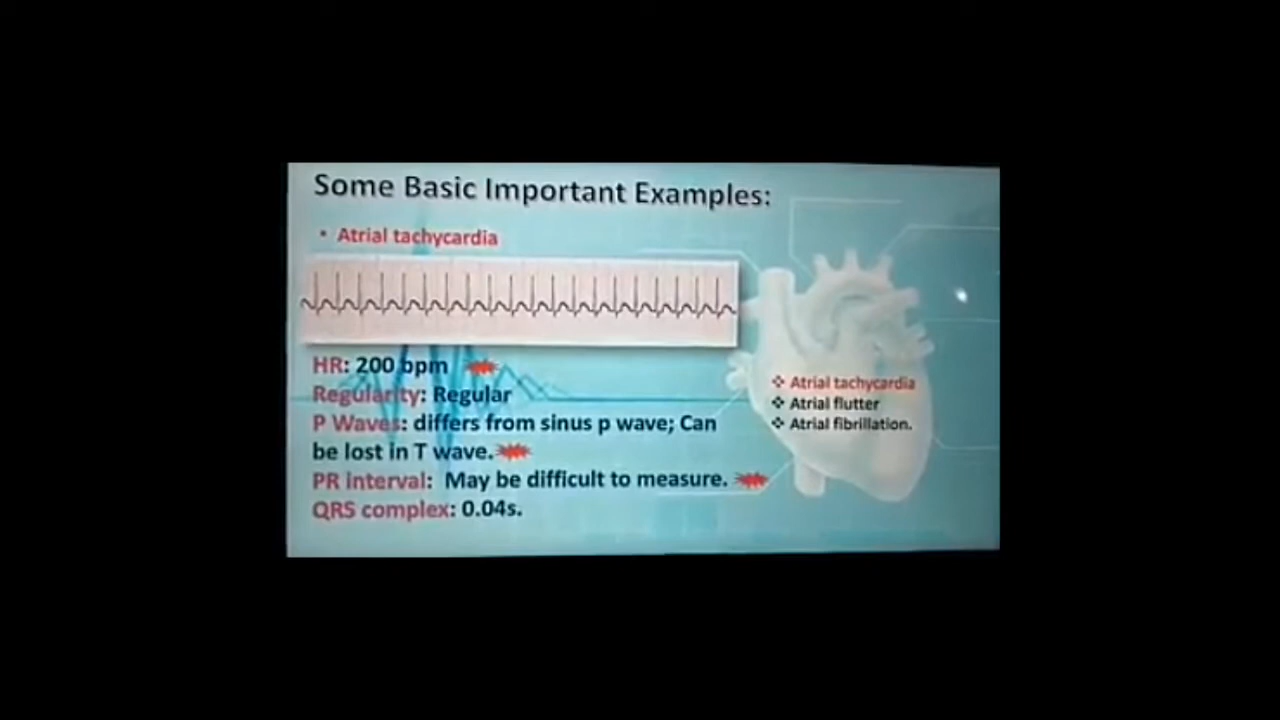 Some Basic Important Examples:
• Atrial tachycardia
HR: 200 bpm
Regularity: Regular
P Waves: differs from sinus p wave; Can
be lost in T wave.
PR interval: May be difficult to measure.
QRS complex: 0.04s.
❖ Atrial tachycardia
❖ Atrial flutter
❖ Atrial fibrillation.